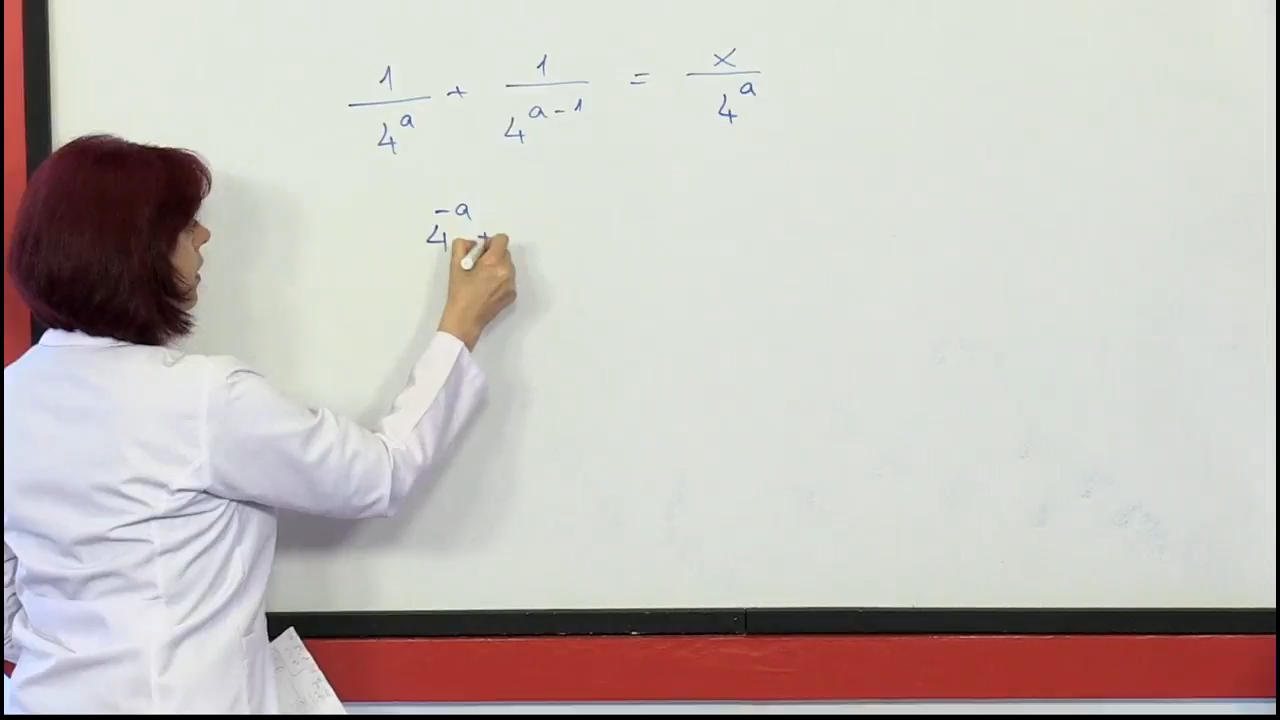 1/4^a + 1/4^(a-1) = x/4^a
4^-a +